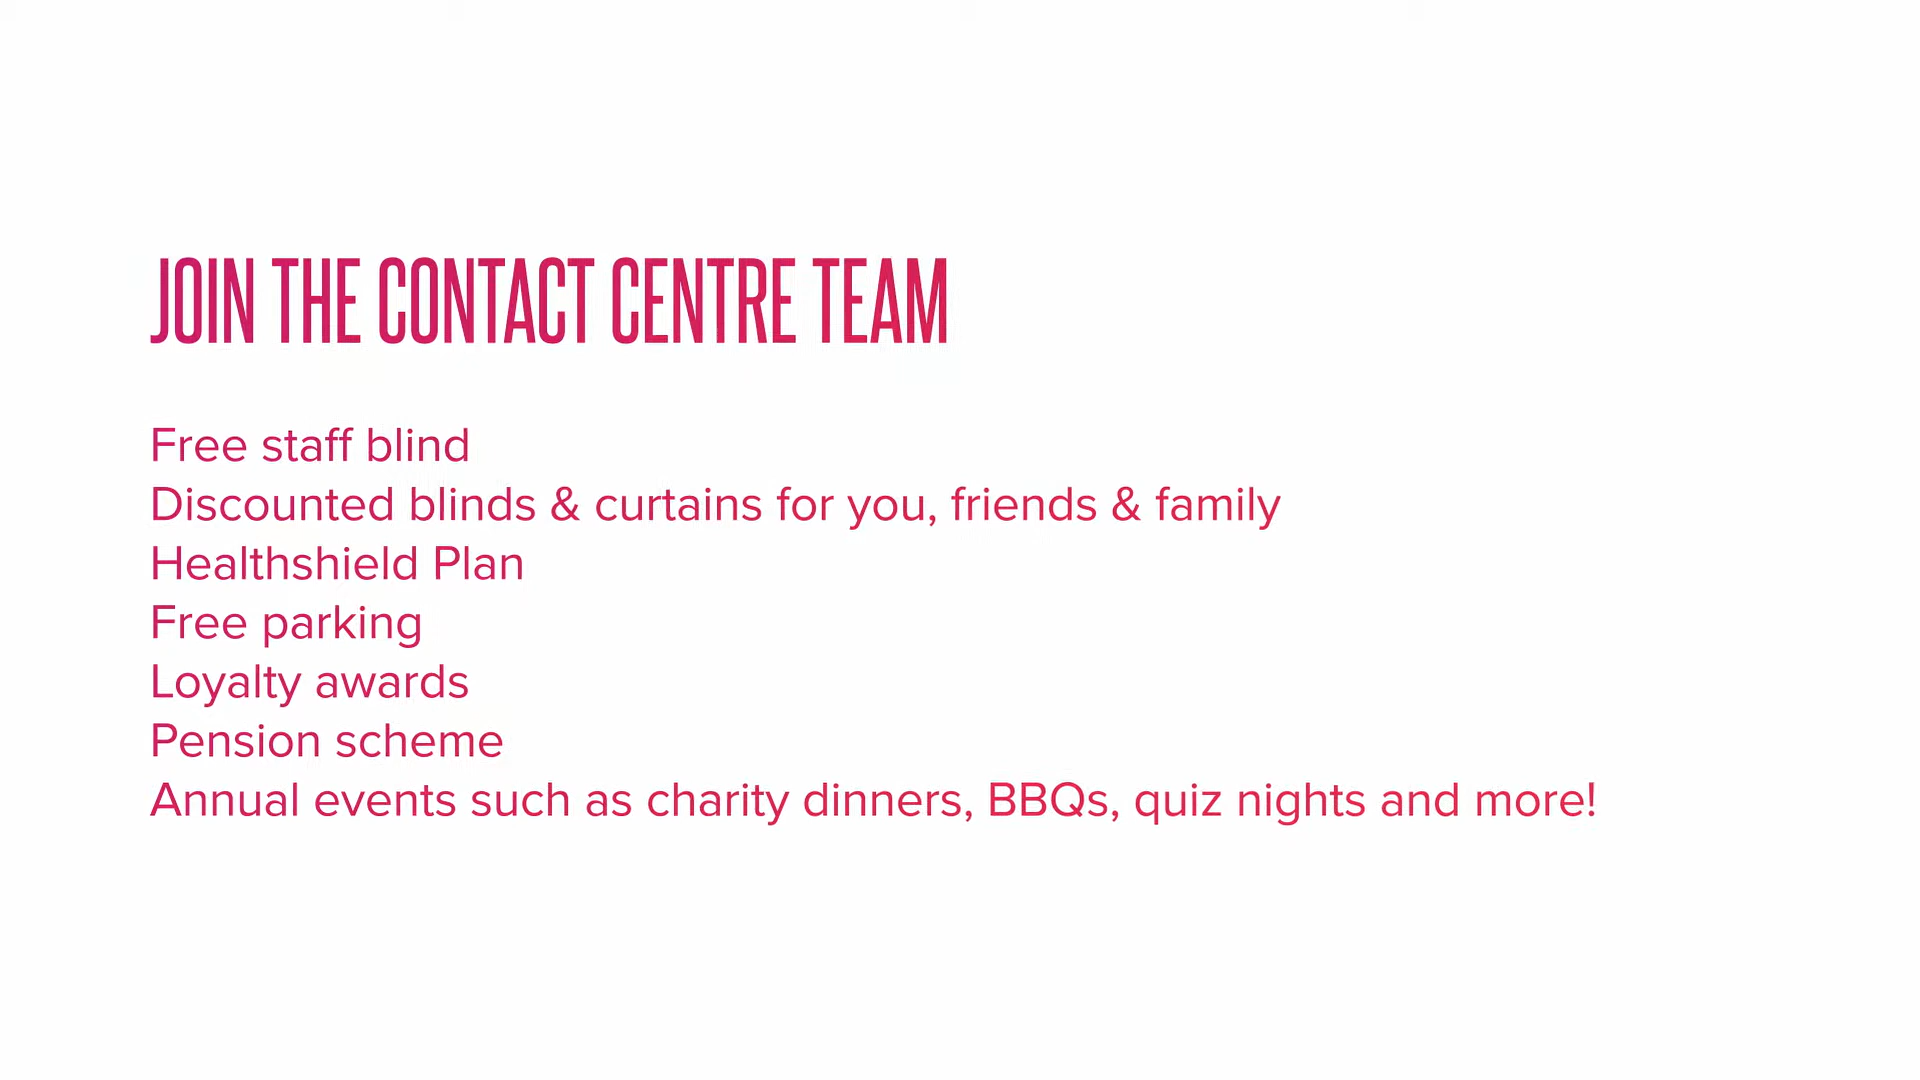 JOIN THE CONTACT CENTRE TEAM
Free staff blind
Discounted blinds & curtains for you, friends & family
Healthshield Plan
Free parking
Loyalty awards
Pension scheme
Annual events such as charity dinners, BBQs, quiz nights and more!